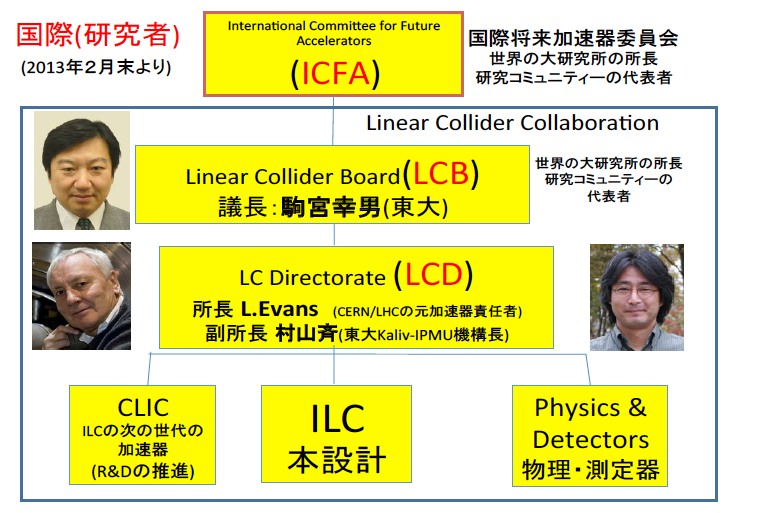 国際(研究者)
(2013年２月末より)
International Committee for Future
Accelerators
(ICFA)
国際将来加速器委員会
世界の大研究所の所長
研究コミュニティーの代表者
Linear Collider Collaboration
Linear Collider Board(LCB)
議長：駒宮幸男(東大)
世界の大研究所の所長
研究コミュニティーの
代表者
LC Directorate (LCD)
所長 L.Evans (CERN/LHCの元加速器責任者)
副所長 村山斉(東大Kaliv-IPMU機構長)
CLIC
ILCの次の世代の
加速器
(R&Dの推進)
ILC
本設計
Physics &
Detectors
物理・測定器